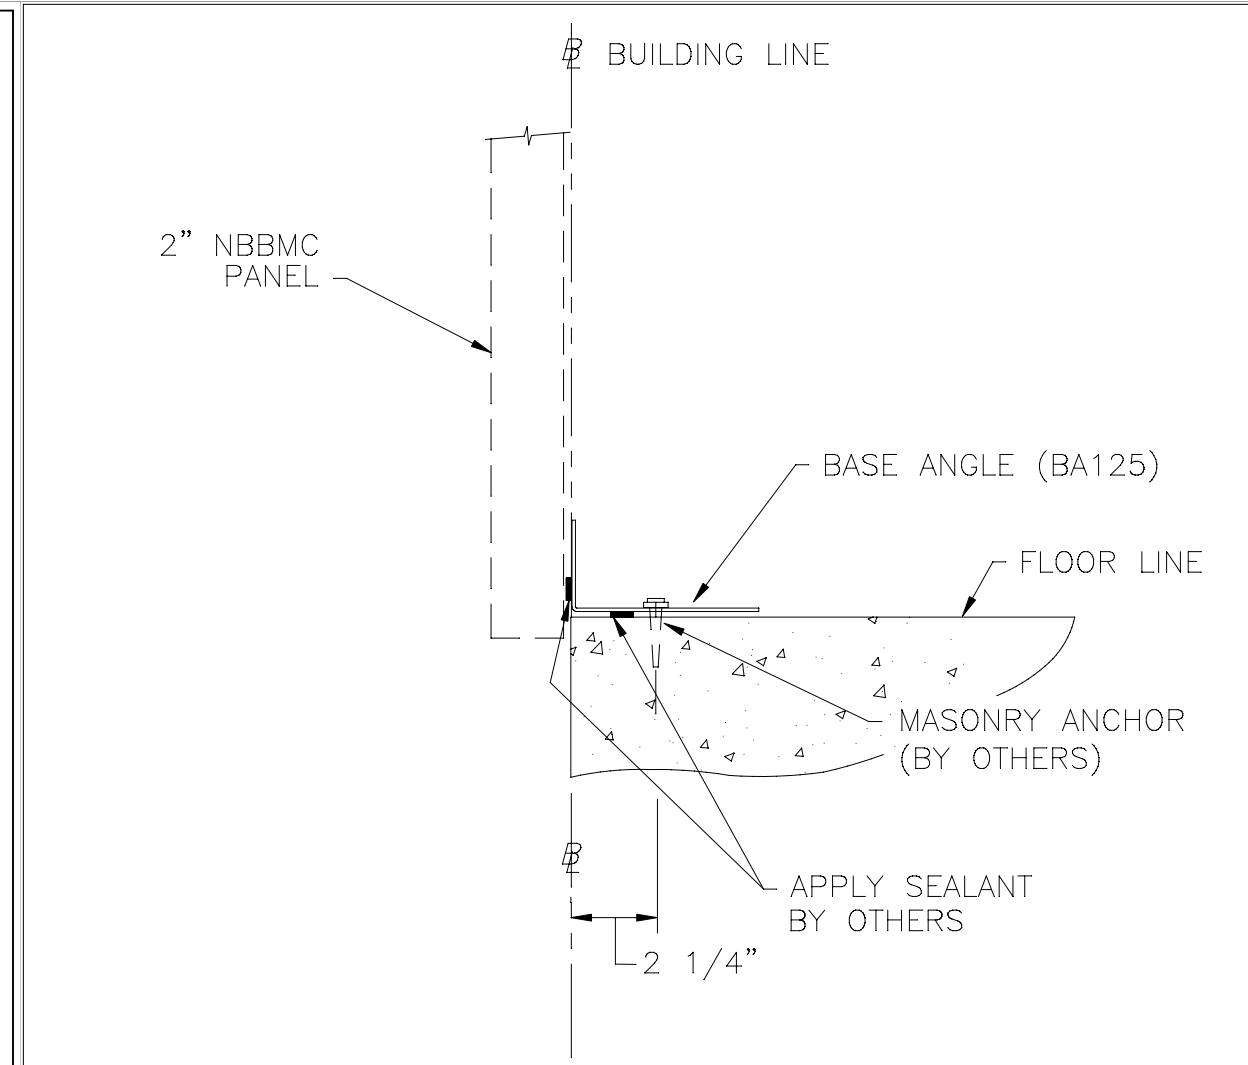 BUILDING LINE
2” NBBMC
PANEL
BASE ANGLE (BA125)
FLOOR LINE
MASONRY ANCHOR
(BY OTHERS)
APPLY SEALANT
BY OTHERS
2 1/4”